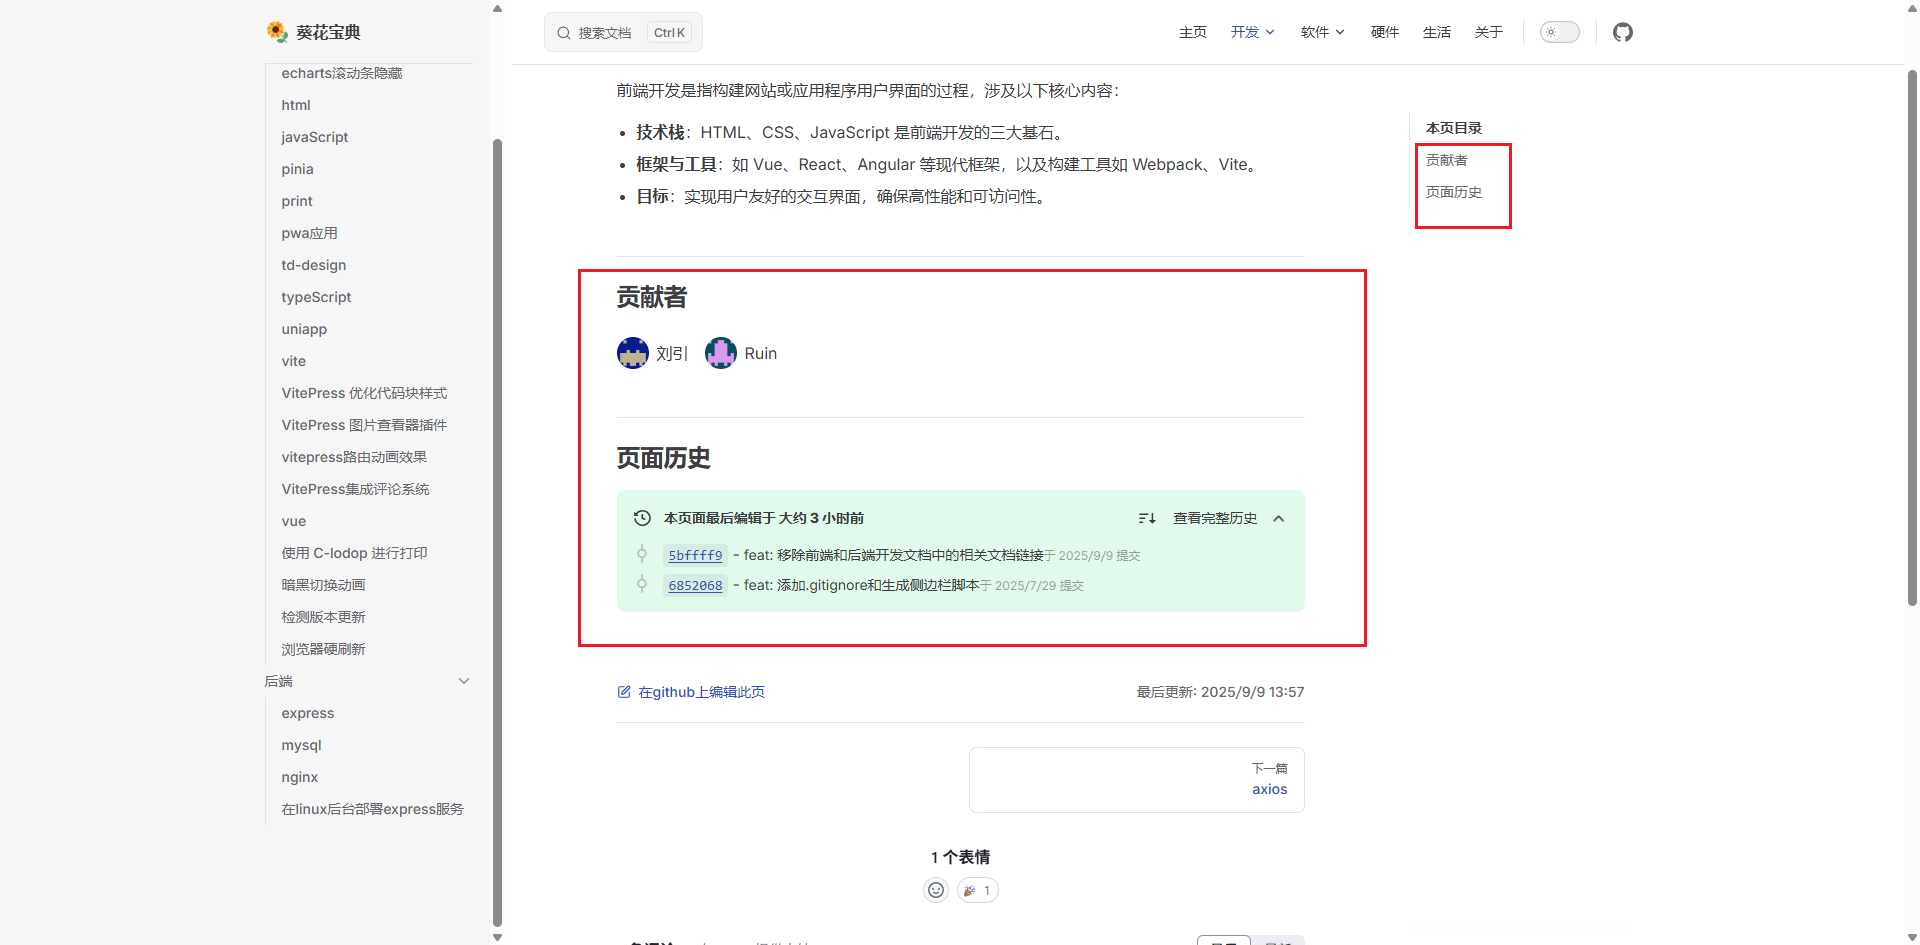 葵花宝典
搜索文档 Ctrl K
主页 开发 软件 硬件 生活 关于
echarts滚动条隐藏
html
javaScript
pinia
print
pwa应用
td-design
typeScript
uniapp
vite
VitePress 优化代码块样式
VitePress 图片查看器插件
vitepress路由动画效果
VitePress集成评论系统
vue
使用 C-lodop 进行打印
暗黑切换动画
检测版本更新
浏览器硬刷新
后端
express
mysql
nginx
在linux后台部署express服务
前端开发是指构建网站或应用程序用户界面的过程，涉及以下核心内容：
技术栈：HTML、CSS、JavaScript 是前端开发的三大基石。
框架与工具：如 Vue、React、Angular 等现代框架，以及构建工具如 Webpack、Vite。
目标：实现用户友好的交互界面，确保高性能和可访问性。
贡献者
刘引 Ruin
页面历史
本页面最后编辑于 大约 3 小时前 查看完整历史
5bffff9 - feat: 移除前端和后端开发文档中的相关文档链接于 2025/9/9 提交
6852068 - feat: 添加.gitignore和生成侧边栏脚本于 2025/7/29 提交
在github上编辑此页 最后更新: 2025/9/9 13:57
下一篇
axios
1 个表情
1
本页目录
贡献者
页面历史